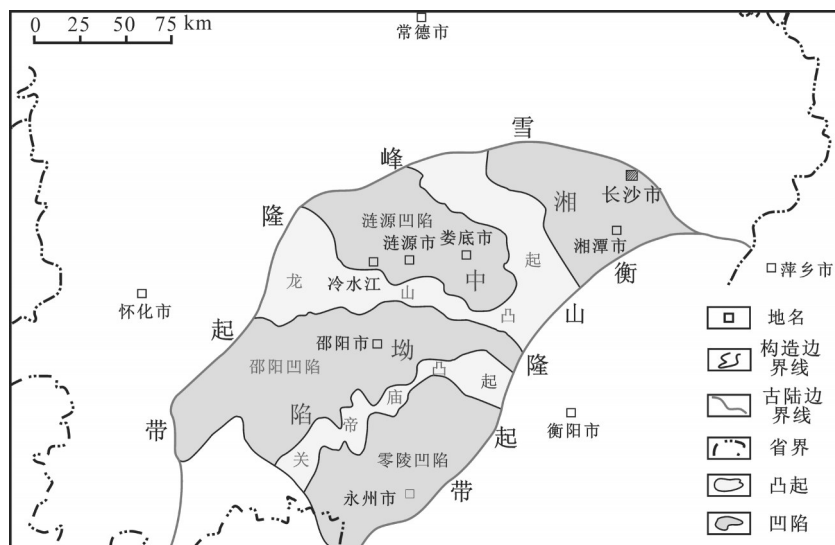 0 25 50 75 km
常德市
雪峰隆起带
长沙市
湘潭市
湘中坳陷
涟源凹陷
涟源市
娄底市
冷水江
龙山凸起
衡山隆起带
萍乡市
怀化市
邵阳市
邵阳凹陷
关帝庙凸起
衡阳市
零陵凹陷
永州市
地名
构造边
界线
古陆边
界线
省界
凸起
凹陷